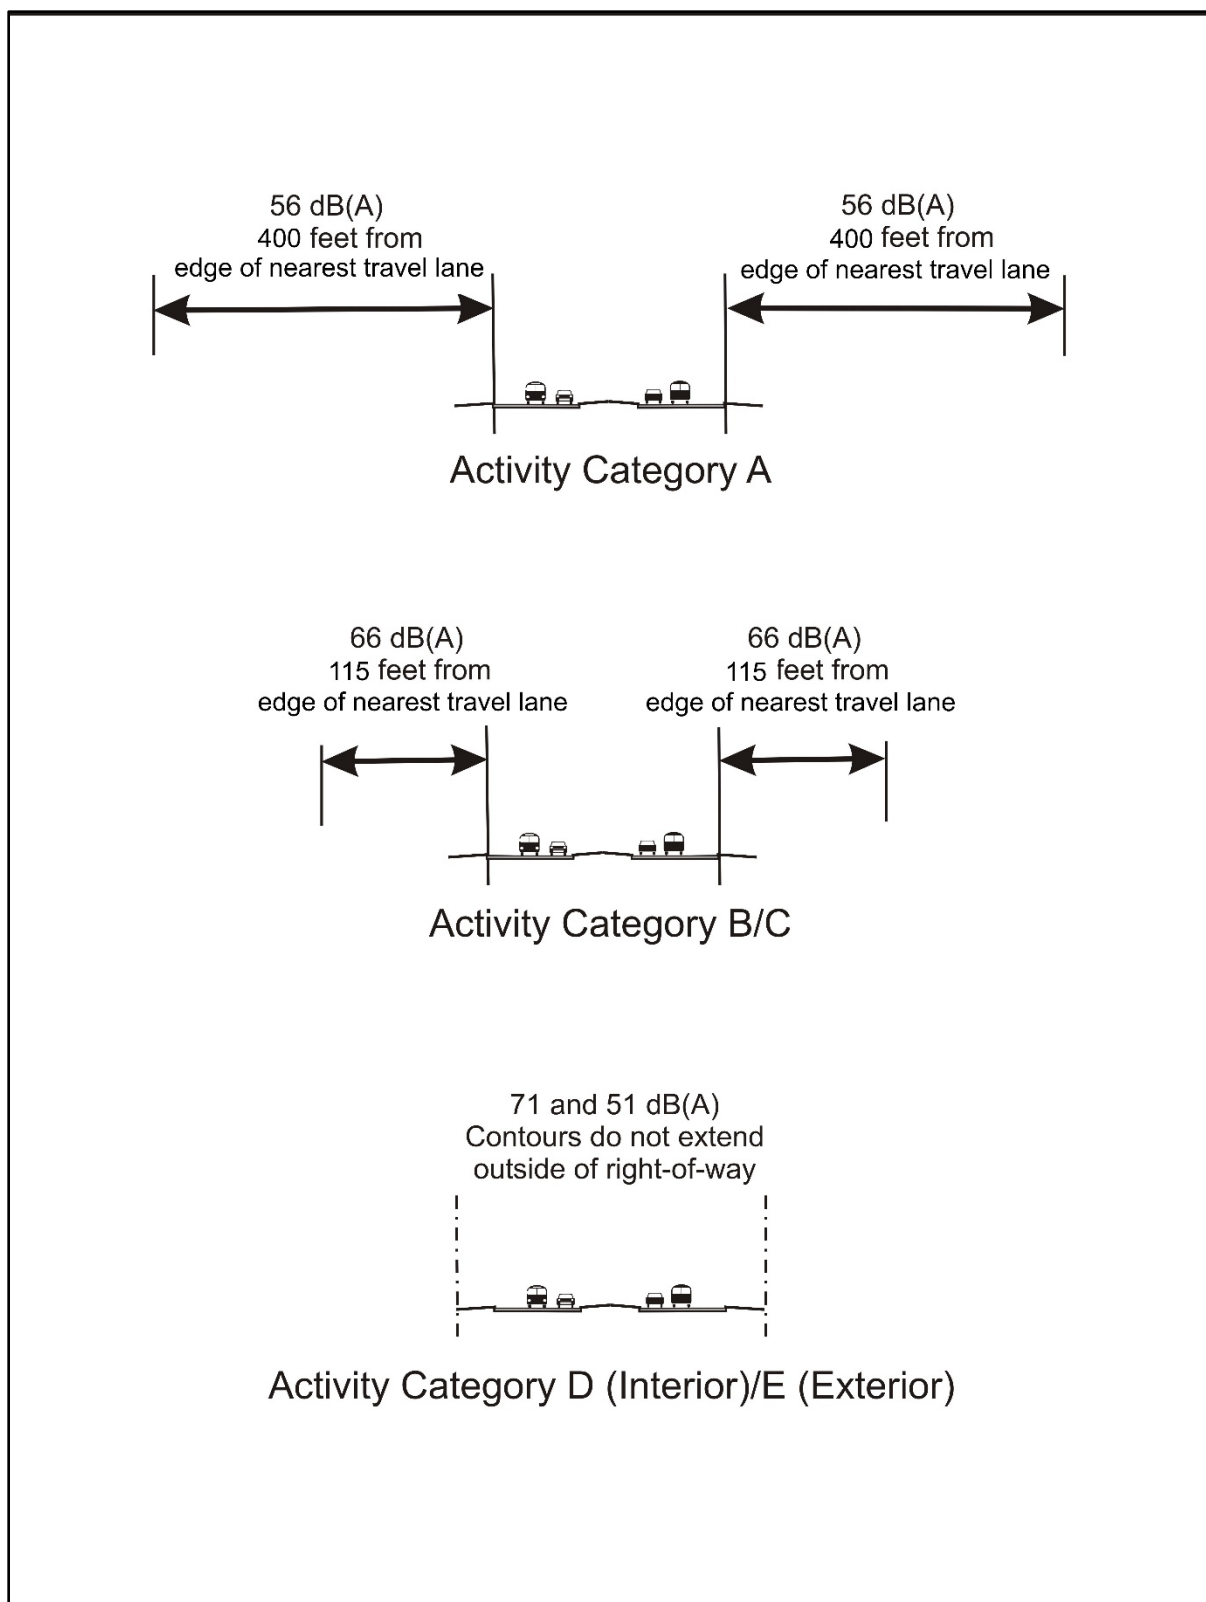 56 dB(A)
400 feet from
edge of nearest travel lane
56 dB(A)
400 feet from
edge of nearest travel lane
Activity Category A
66 dB(A)
115 feet from
edge of nearest travel lane
66 dB(A)
115 feet from
edge of nearest travel lane
Activity Category B/C
71 and 51 dB(A)
Contours do not extend
outside of right-of-way
Activity Category D (Interior)/E (Exterior)